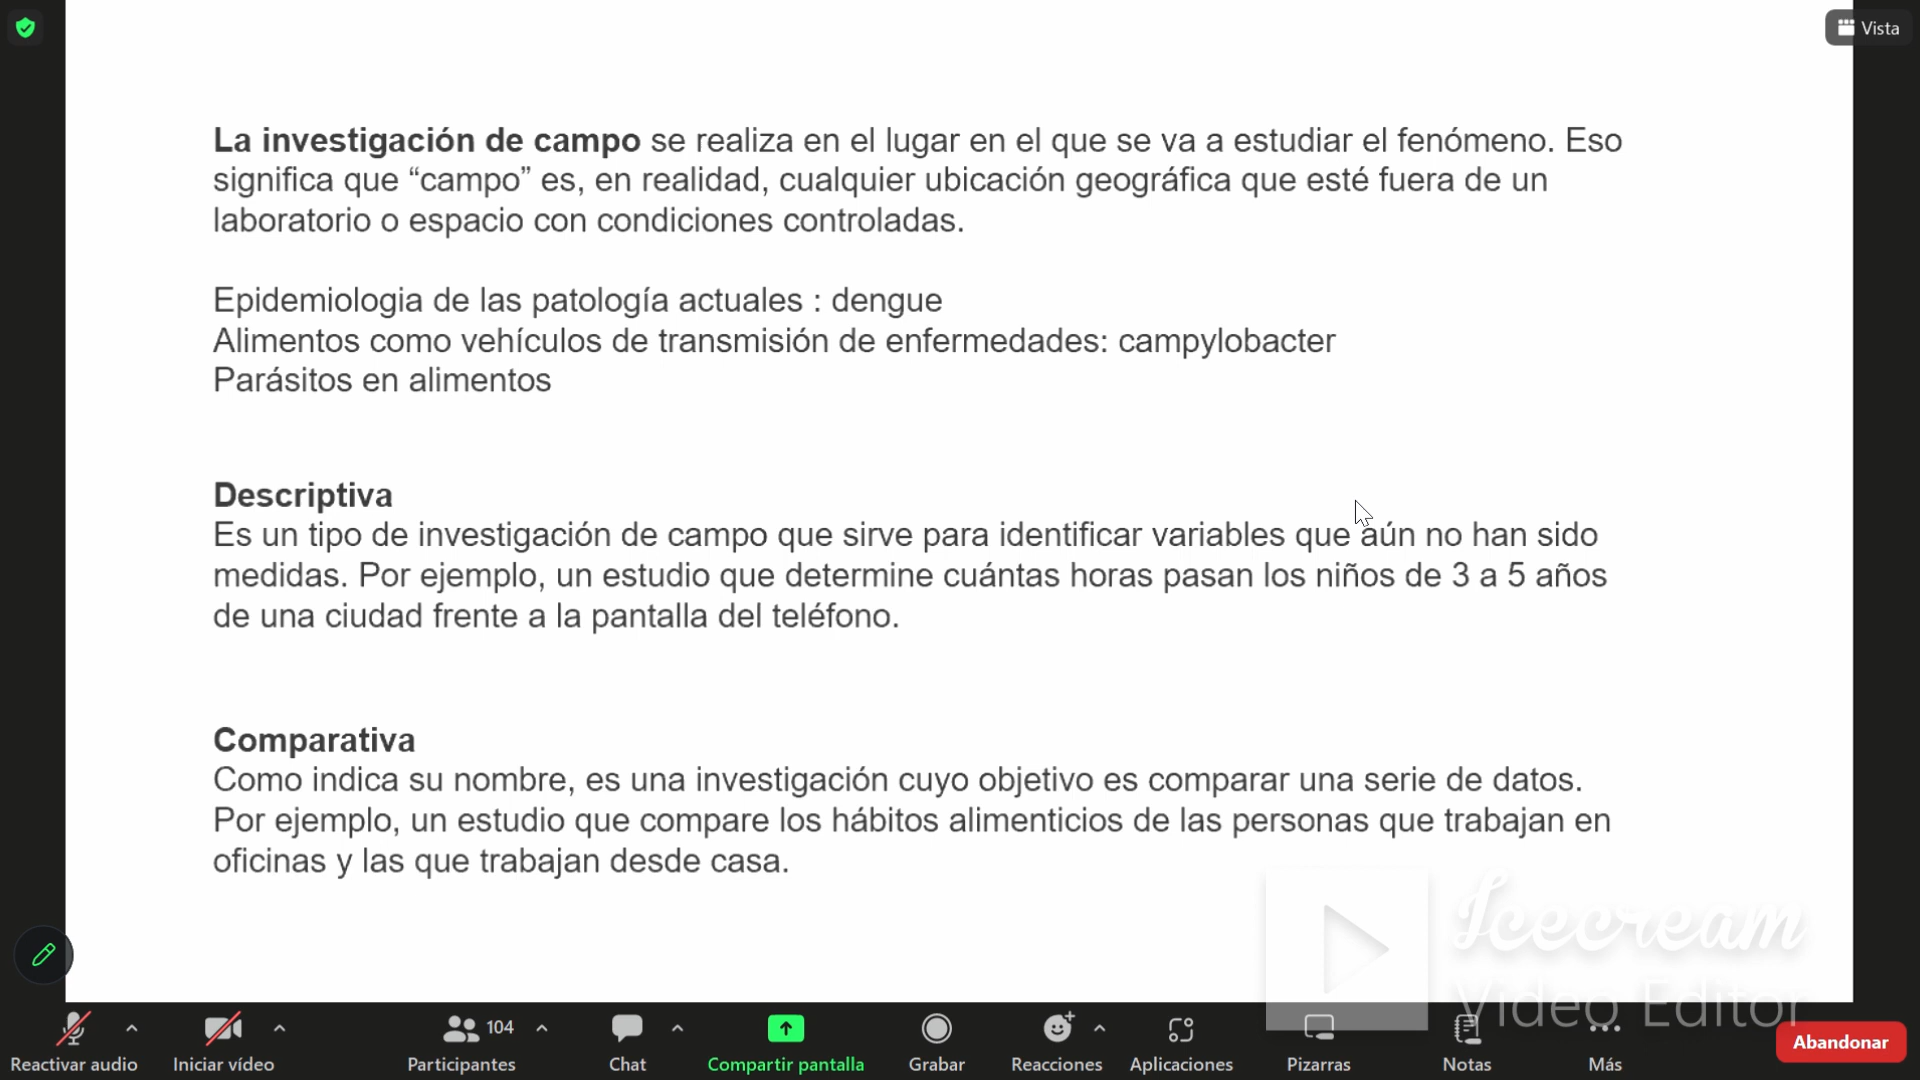 Vista
La investigación de campo se realiza en el lugar en el que se va a estudiar el fenómeno. Eso
significa que “campo” es, en realidad, cualquier ubicación geográfica que esté fuera de un
laboratorio o espacio con condiciones controladas.
Epidemiologia de las patología actuales : dengue
Alimentos como vehículos de transmisión de enfermedades: campylobacter
Parásitos en alimentos
Descriptiva
Es un tipo de investigación de campo que sirve para identificar variables que aún no han sido
medidas. Por ejemplo, un estudio que determine cuántas horas pasan los niños de 3 a 5 años
de una ciudad frente a la pantalla del teléfono.
Comparativa
Como indica su nombre, es una investigación cuyo objetivo es comparar una serie de datos.
Por ejemplo, un estudio que compare los hábitos alimenticios de las personas que trabajan en
oficinas y las que trabajan desde casa.
Icecream
Video Editor
104
Reactivar audio
Iniciar vídeo
Participantes
Chat
Compartir pantalla
Grabar
Reacciones
Aplicaciones
Pizarras
Notas
Más
Abandonar